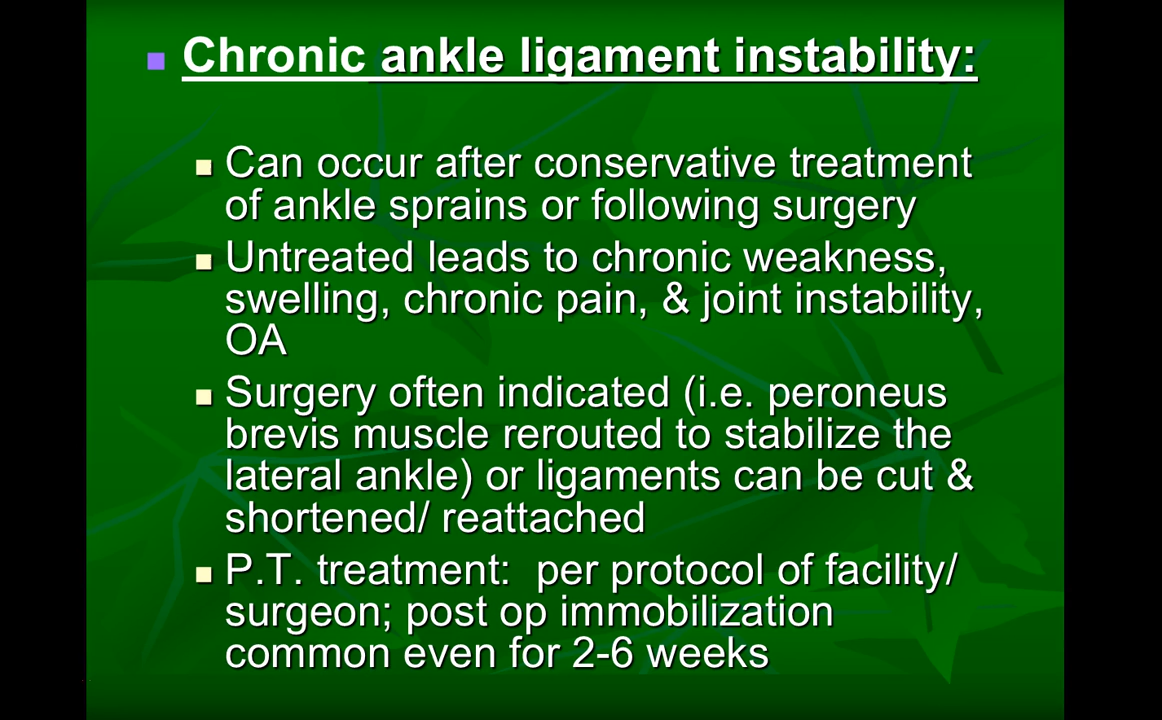 Chronic ankle ligament instability:
Can occur after conservative treatment
of ankle sprains or following surgery
Untreated leads to chronic weakness,
swelling, chronic pain, & joint instability,
OA
Surgery often indicated (i.e. peroneus
brevis muscle rerouted to stabilize the
lateral ankle) or ligaments can be cut &
shortened/ reattached
P.T. treatment:  per protocol of facility/
surgeon; post op immobilization
common even for 2-6 weeks